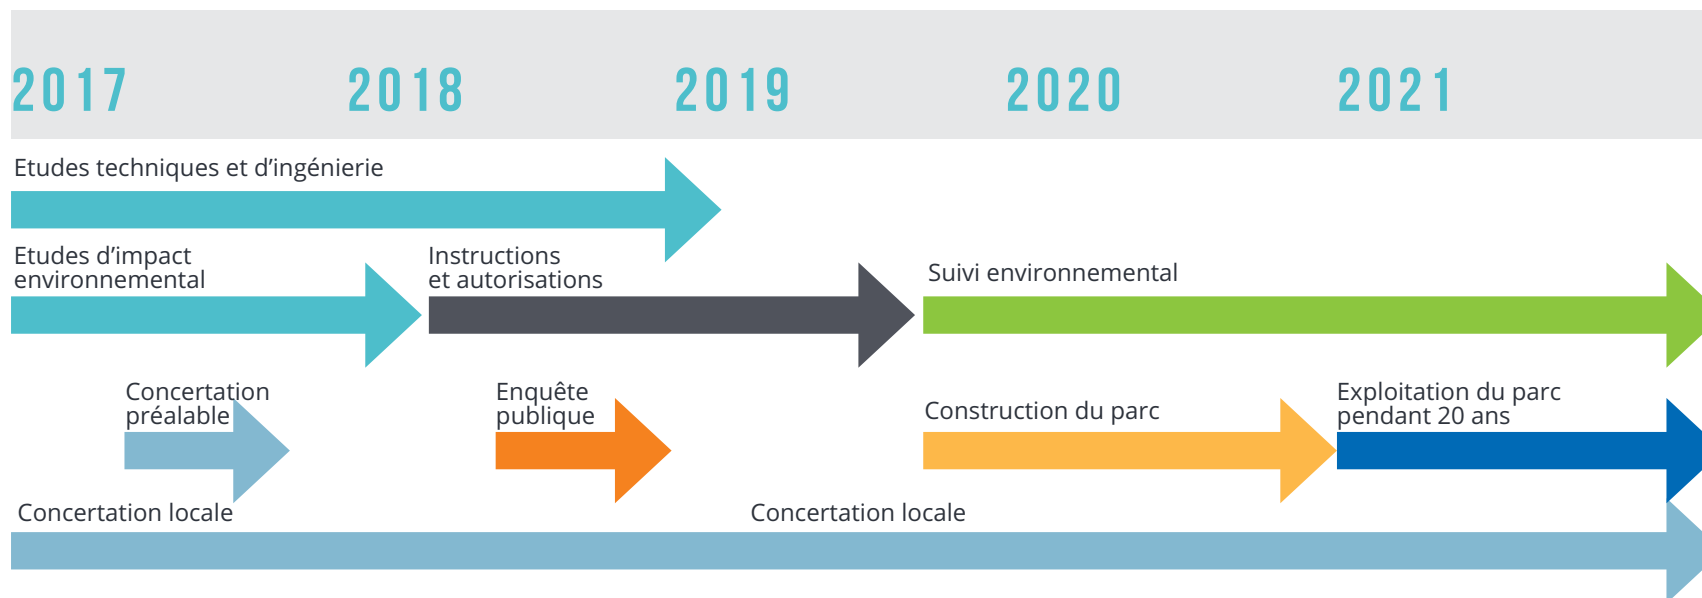 2017 2018 2019 2020 2021
Etudes techniques et d’ingénierie
Etudes d’impact
environnemental
Instructions
et autorisations
Suivi environnemental
Concertation
préalable
Enquête
publique
Construction du parc
Exploitation du parc
pendant 20 ans
Concertation locale
Concertation locale